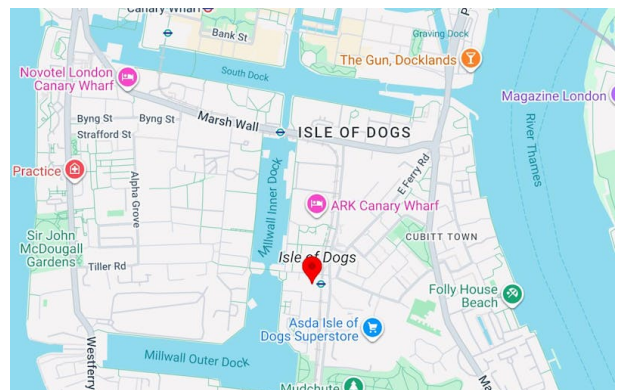 Canary Wharf
Bank St
Graving Dock
The Gun, Docklands
South Dock
Novotel London
Canary Wharf
Magazine London
Byng St
Byng St
Marsh Wall
Strafford St
ISLE OF DOGS
River Thames
Practice
Alpha Grove
E Ferry Rd
Millwall Inner Dock
ARK Canary Wharf
Sir John
McDougall
Gardens
CUBITT TOWN
Isle of Dogs
Tiller Rd
Folly House
Beach
Asda Isle of
Dogs Superstore
Westferry
Millwall Outer Dock
Mudchute